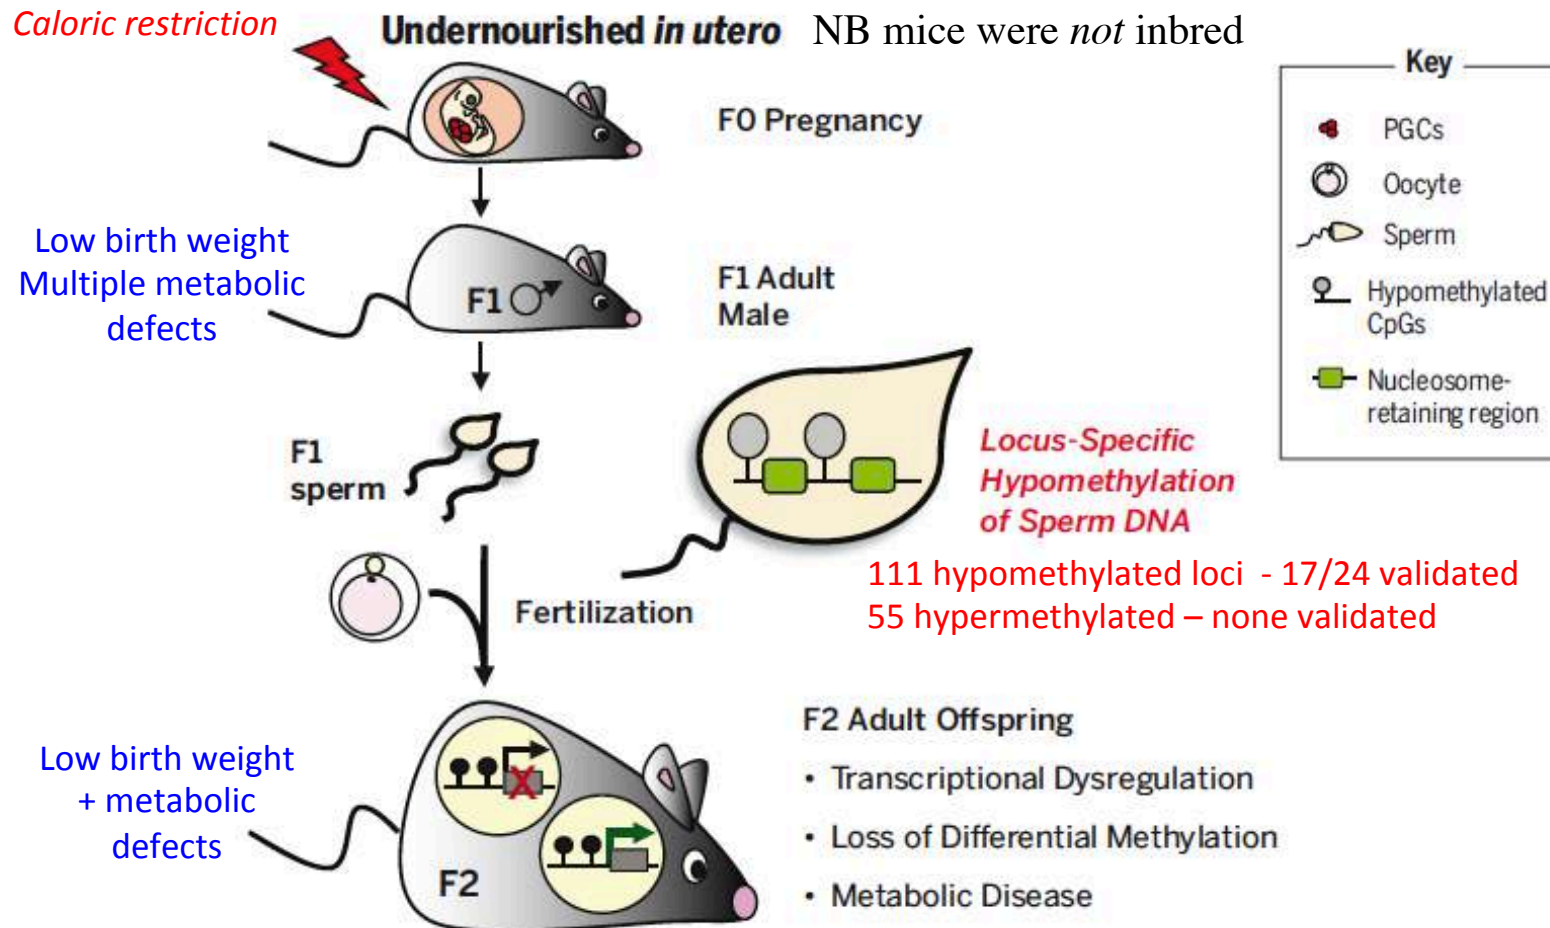 Caloric restriction
Undernourished in utero NB mice were not inbred
F0 Pregnancy
Low birth weight
Multiple metabolic
defects
F1
F1 Adult
Male
F1
sperm
Locus-Specific
Hypomethylation
of Sperm DNA
111 hypomethylated loci - 17/24 validated
55 hypermethylated – none validated
Fertilization
Low birth weight
+ metabolic
defects
F2
F2 Adult Offspring
• Transcriptional Dysregulation
• Loss of Differential Methylation
• Metabolic Disease
Key
PGCs
Oocyte
Sperm
Hypomethylated
CpGs
Nucleosome-
retaining region